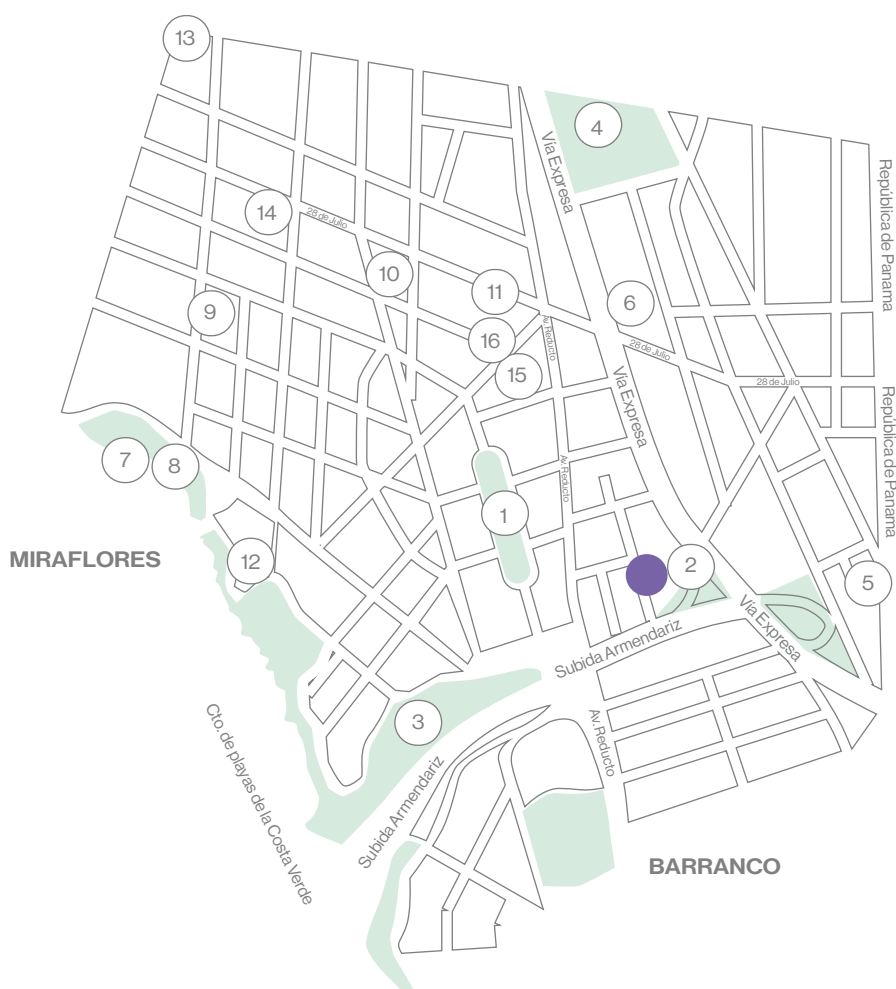 13
4
Vía Expresa
República de Panama
14
28 de Julio
10
11
6
9
16
Av. Reducto
28 de Julio
15
Vía Expresa
28 de Julio
República de Panama
7
8
Av. Reducto
1
MIRAFLORES
12
2
5
Vía Expresa
Subida Armendariz
3
Av. Reducto
Cto. de playas de la Costa Verde
Subida Armendariz
BARRANCO